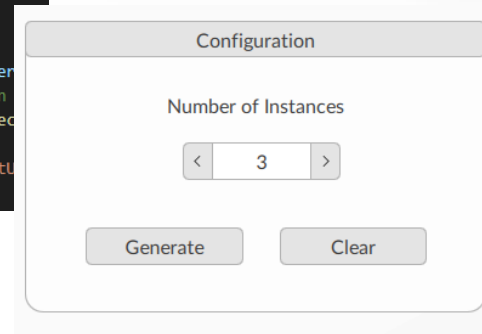 Configuration
Number of Instances
< 3 >
Generate Clear